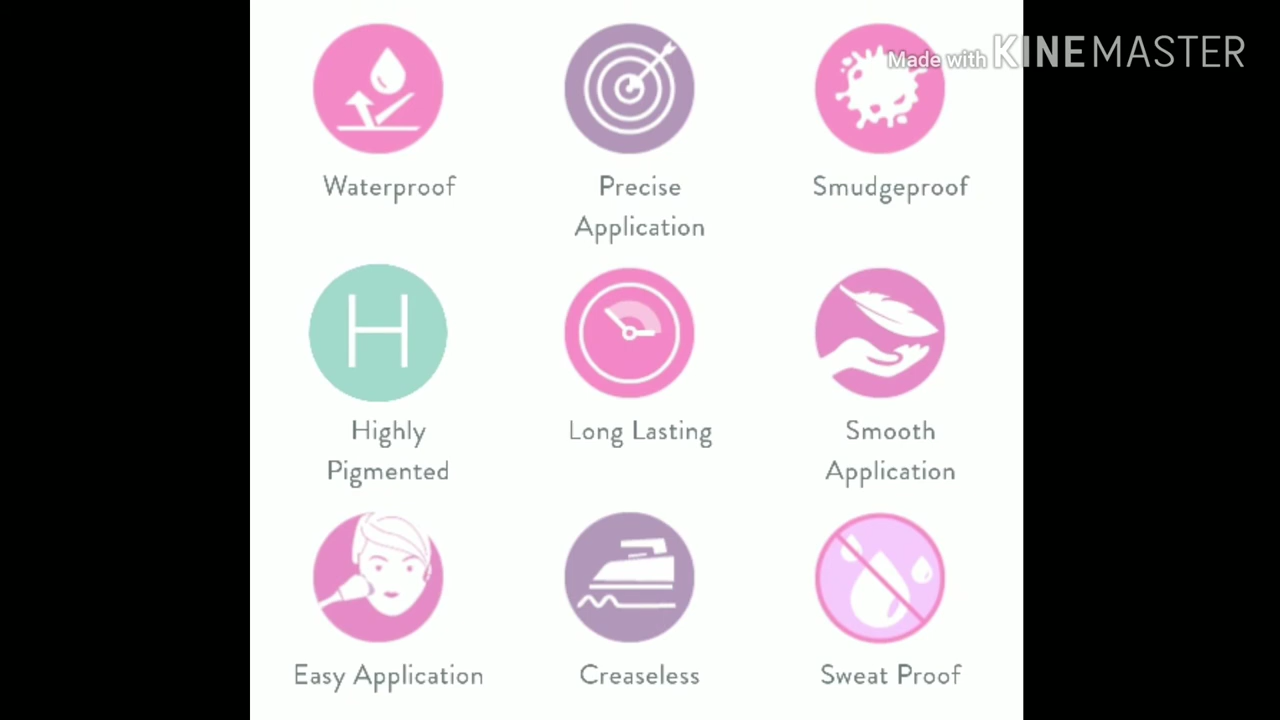 Made with KINEMASTER
Waterproof
Precise
Application
Smudgeproof
H
Highly
Pigmented
Long Lasting
Smooth
Application
Easy Application
Creaseless
Sweat Proof